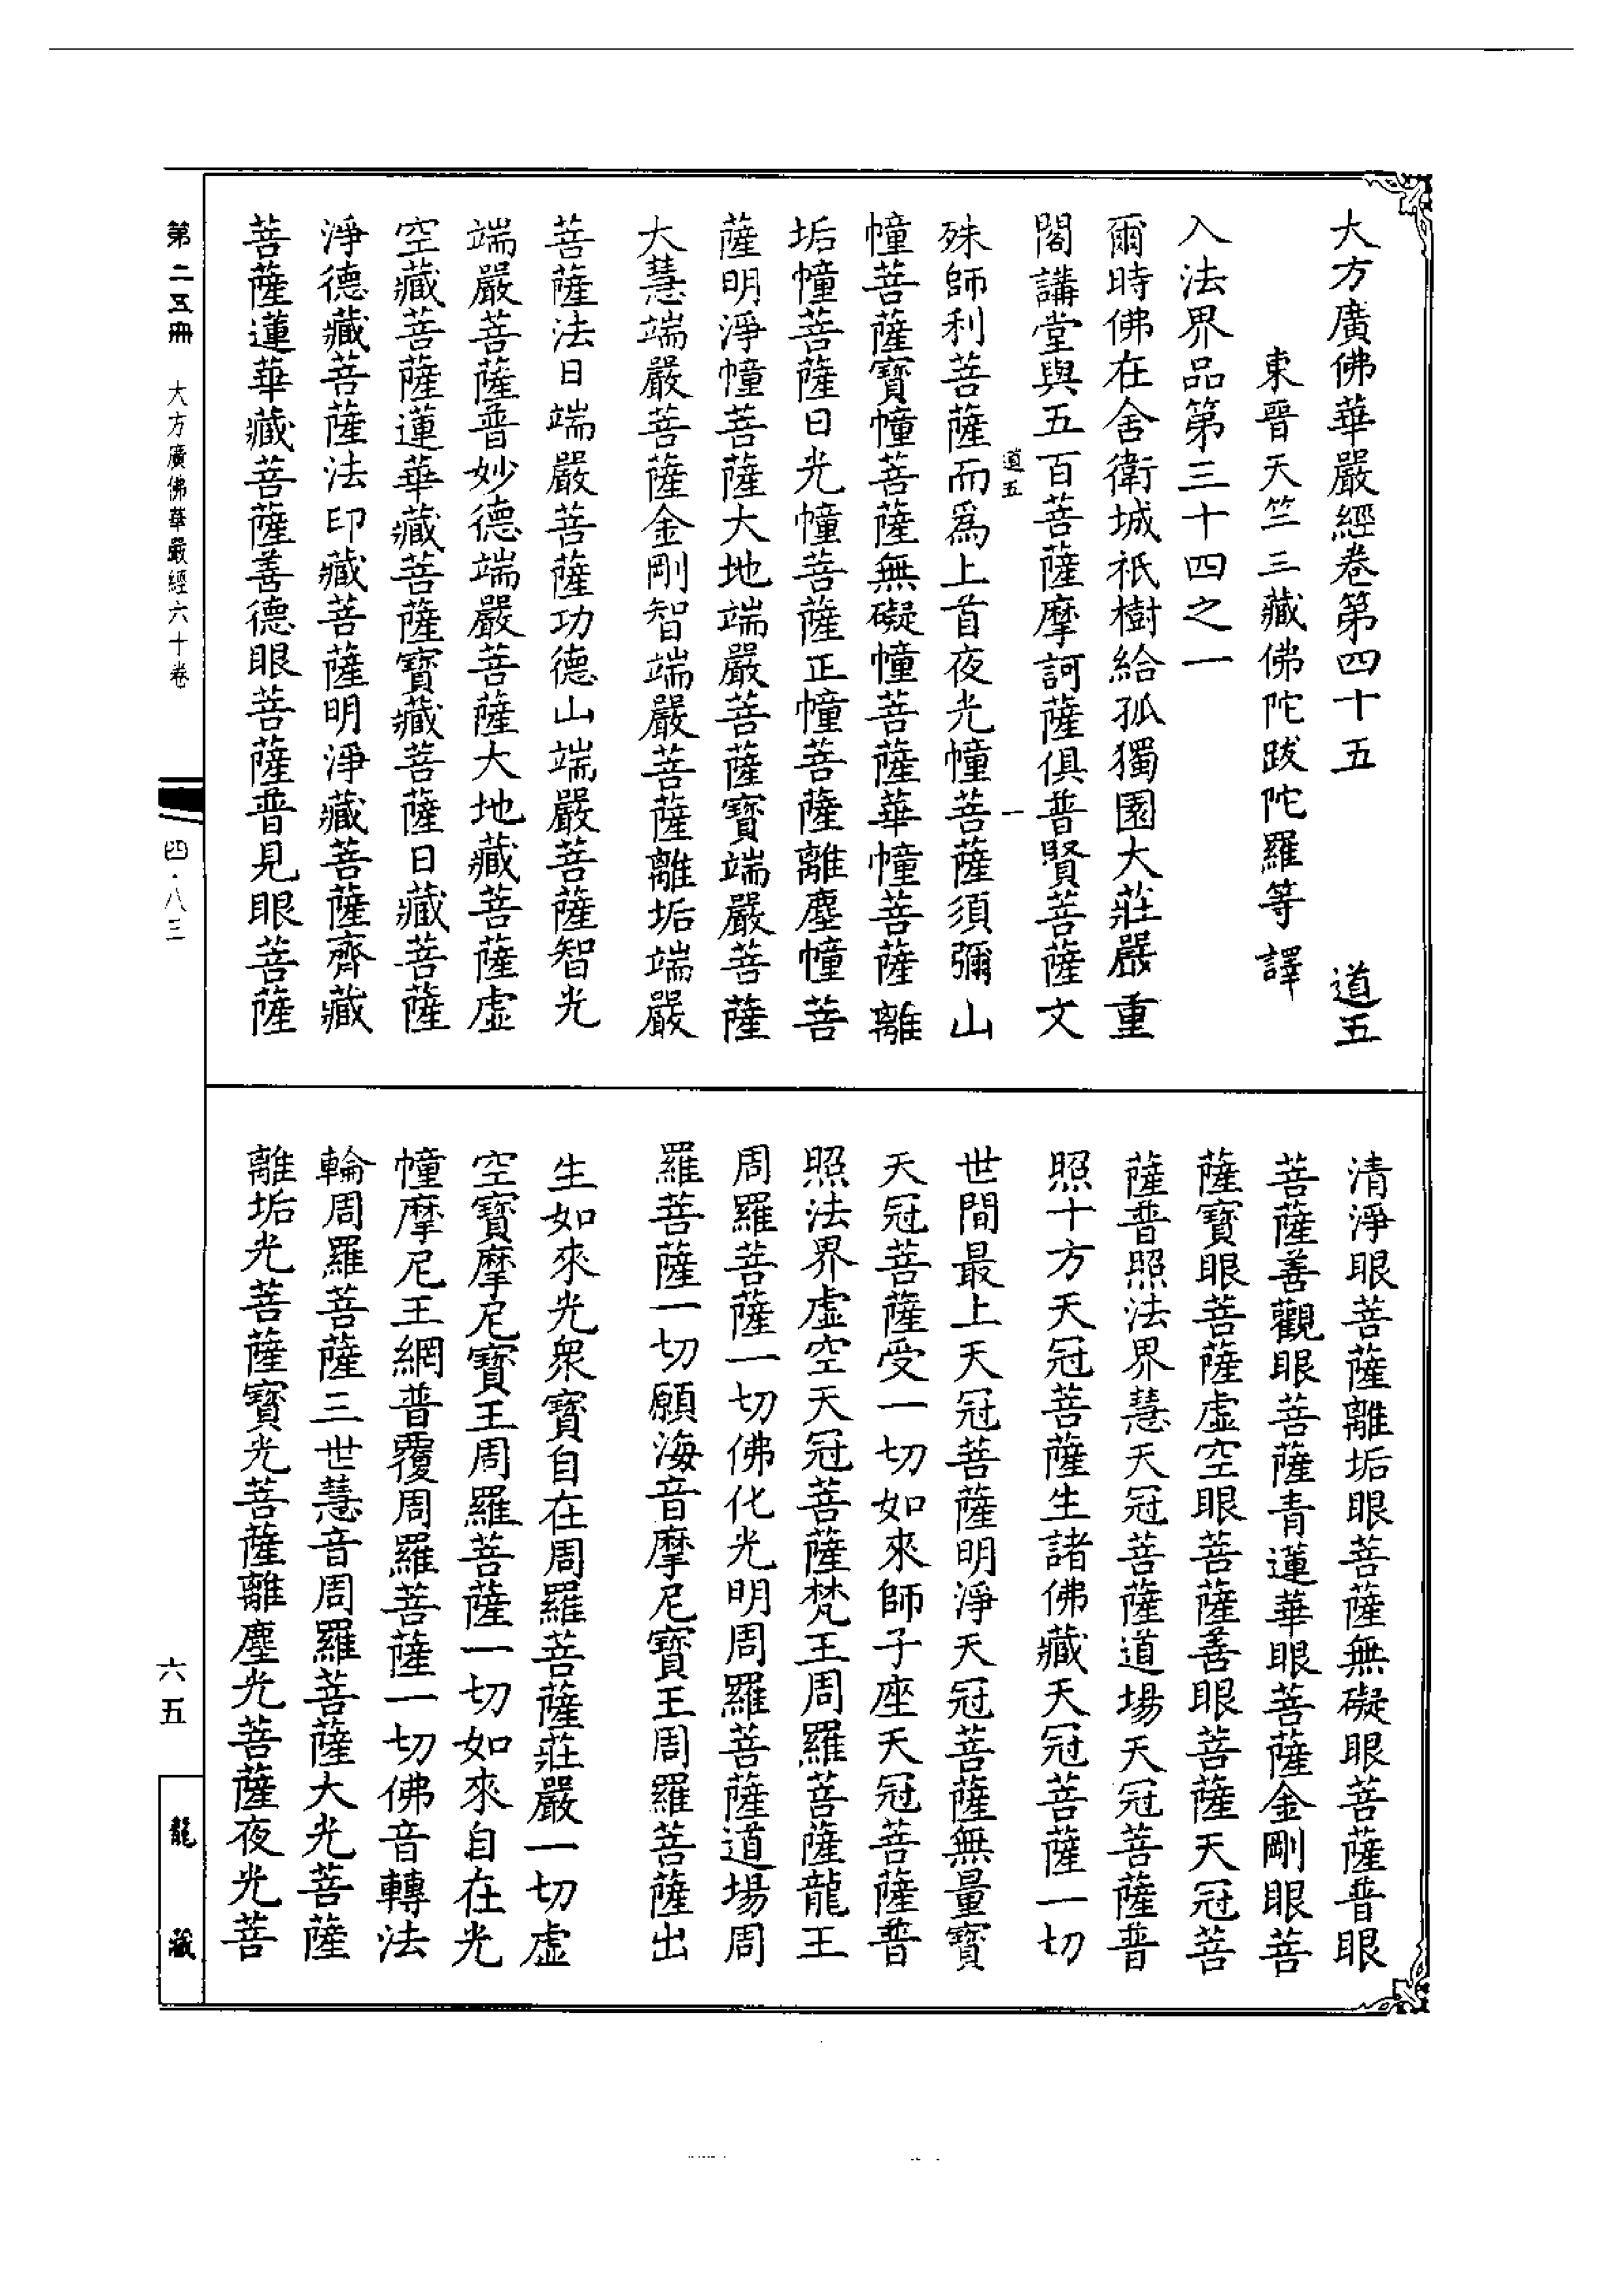 大方廣佛華嚴經卷第四十五　道五
東晉天竺三藏佛陀跋陀羅等譯
入法界品第三十四之一
爾時佛在舍衛城祇樹給孤獨園大莊嚴重
閣講堂與五百菩薩摩訶薩俱普賢菩薩文
道五　一
殊師利菩薩而爲上首夜光幢菩薩須彌山
幢菩薩寶幢菩薩無礙幢菩薩華幢菩薩離
垢幢菩薩日光幢菩薩正幢菩薩離塵幢菩
薩明淨幢菩薩大地端嚴菩薩寶端嚴菩薩
大慧端嚴菩薩金剛智端嚴菩薩離垢端嚴
菩薩法日端嚴菩薩功德山端嚴菩薩智光
端嚴菩薩普妙德端嚴菩薩大地藏菩薩虛
空藏菩薩蓮華藏菩薩寶藏菩薩日藏菩薩
淨德藏菩薩法印藏菩薩明淨藏菩薩齊藏
菩薩蓮華藏菩薩善德眼菩薩普見眼菩薩
清淨眼菩薩離垢眼菩薩無礙眼菩薩普眼
菩薩善觀眼菩薩青蓮華眼菩薩金剛眼菩
薩寶眼菩薩虛空眼菩薩善眼菩薩天冠菩
薩普照法界慧天冠菩薩道場天冠菩薩普
照十方天冠菩薩生諸佛藏天冠菩薩一切
世間最上天冠菩薩明淨天冠菩薩無量寶
天冠菩薩受一切如來師子座天冠菩薩普
照法界虛空天冠菩薩梵王周羅菩薩龍王
周羅菩薩一切佛化光明周羅菩薩道場周
羅菩薩一切願海音摩尼寶王周羅菩薩出
生如來光衆寶自在周羅菩薩莊嚴一切虛
空寶摩尼寶王周羅菩薩一切如來自在光
幢摩尼王網普覆周羅菩薩一切佛音轉法
輪周羅菩薩三世慧音周羅菩薩大光菩薩
離垢光菩薩寶光菩薩離塵光菩薩夜光菩
第二五冊　大方廣佛華嚴經六十卷　四·八三　六五　龍藏